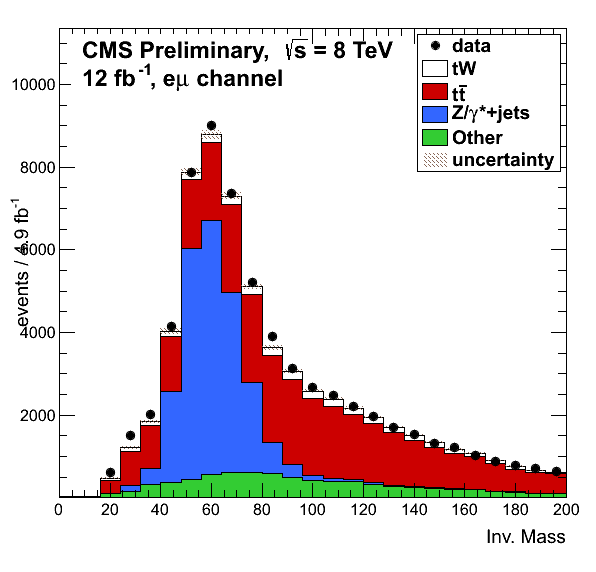 CMS Preliminary, √s = 8 TeV
12 fb⁻¹, eμ channel
data
tW
tt̄
Z/γ*+jets
Other
uncertainty
events / 4.9 fb⁻¹
10000
8000
6000
4000
2000
0 20 40 60 80 100 120 140 160 180 200
Inv. Mass